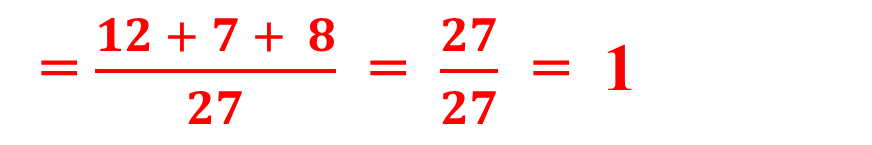 = (12 + 7 + 8)/27 = 27/27 = 1